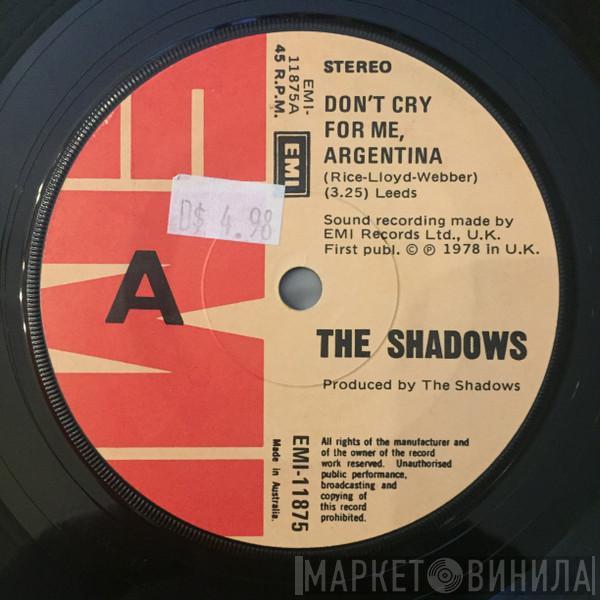 STEREO
DON'T CRY
FOR ME,
ARGENTINA
(Rice-Lloyd-Webber)
(3.25) Leeds
Sound recording made by
EMI Records Ltd., U.K.
First publ. © ℗ 1978 in U.K.
EMI-
11875A
45 R.P.M.
EMI
D$ 4.98
A
EMI
THE SHADOWS
Produced by The Shadows
EMI-11875
Made in Australia.
All rights of the manufacturer and
of the owner of the record
work reserved. Unauthorised
public performance,
broadcasting and
copying of
this record
prohibited.
МАРКЕТ ВИНИЛА